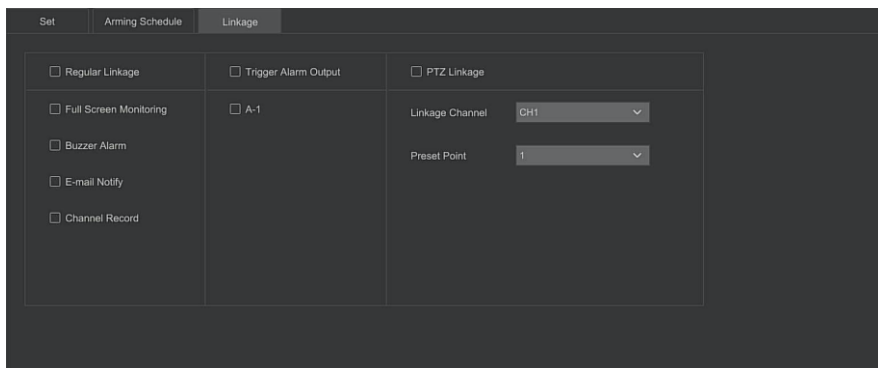 Set Arming Schedule Linkage
Regular Linkage Trigger Alarm Output PTZ Linkage
Full Screen Monitoring A-1 Linkage Channel CH1
Buzzer Alarm Preset Point 1
E-mail Notify
Channel Record